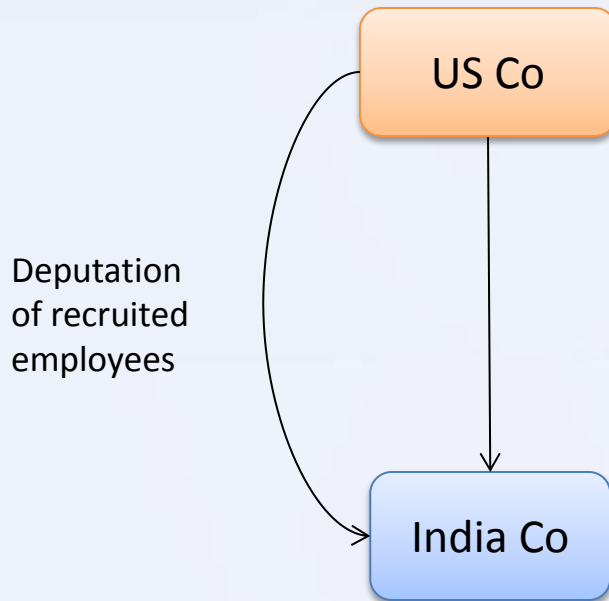 US Co
Deputation
of recruited
employees
India Co